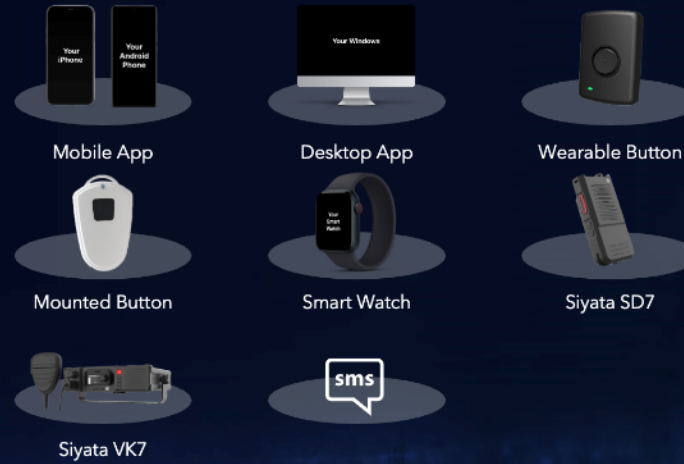 Your
iPhone
Your
Android
Phone
Your Windows
Mobile App
Desktop App
Wearable Button
Your
Smart
Watch
Mounted Button
Smart Watch
Siyata SD7
sms
Siyata VK7